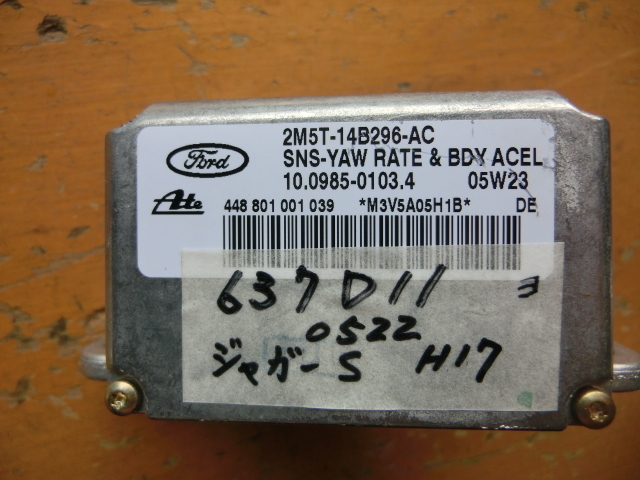 2M5T-14B296-AC
Ford
SNS-YAW RATE & BDY ACEL
10.0985-0103.4 05W23
Ate
448 801 001 039 *M3V5A05H1B* DE
637D11 ヨ
0522
ジャガーS H17